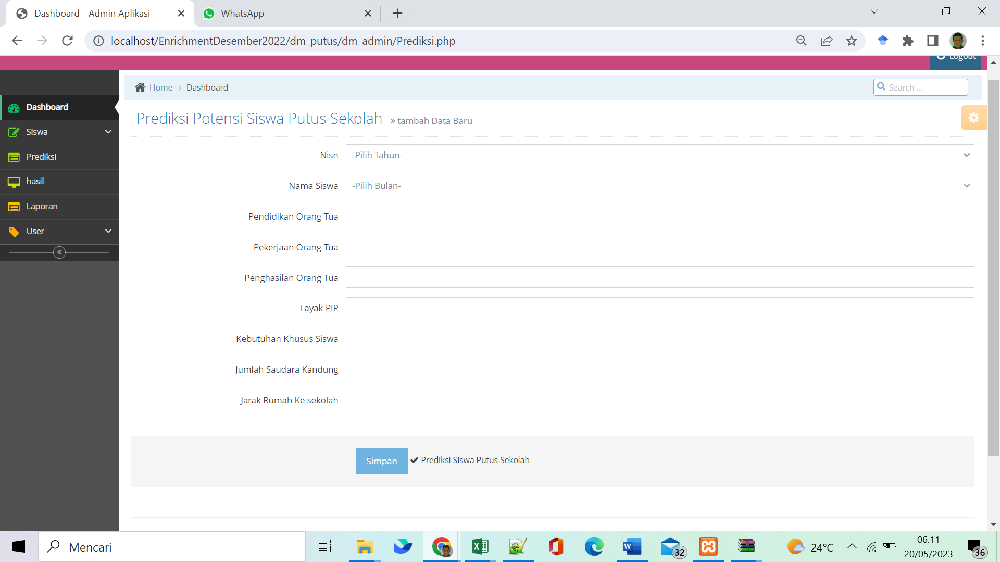 Dashboard - Admin Aplikasi
WhatsApp
localhost/EnrichmentDesember2022/dm_putus/dm_admin/Prediksi.php
Logout
Home > Dashboard
Search ...
Dashboard
Siswa
Prediksi
hasil
Laporan
User
Prediksi Potensi Siswa Putus Sekolah » tambah Data Baru
Nisn -Pilih Tahun-
Nama Siswa -Pilih Bulan-
Pendidikan Orang Tua
Pekerjaan Orang Tua
Penghasilan Orang Tua
Layak PIP
Kebutuhan Khusus Siswa
Jumlah Saudara Kandung
Jarak Rumah Ke sekolah
Simpan Prediksi Siswa Putus Sekolah
Mencari
32
24°C
06.11
20/05/2023
36